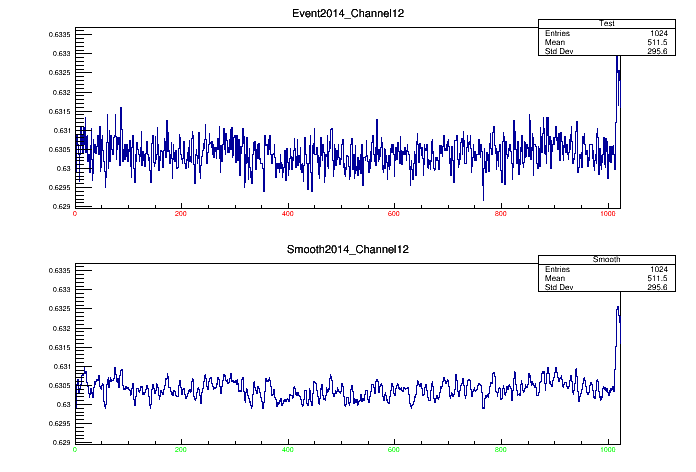 Event2014_Channel12
Test
Entries 1024
Mean 511.5
Std Dev 295.6
0.6335
0.633
0.6325
0.632
0.6315
0.631
0.6305
0.63
0.6295
0.629
0 200 400 600 800 1000
Smooth2014_Channel12
Smooth
Entries 1024
Mean 511.5
Std Dev 295.6
0.6335
0.633
0.6325
0.632
0.6315
0.631
0.6305
0.63
0.6295
0.629
0 200 400 600 800 1000